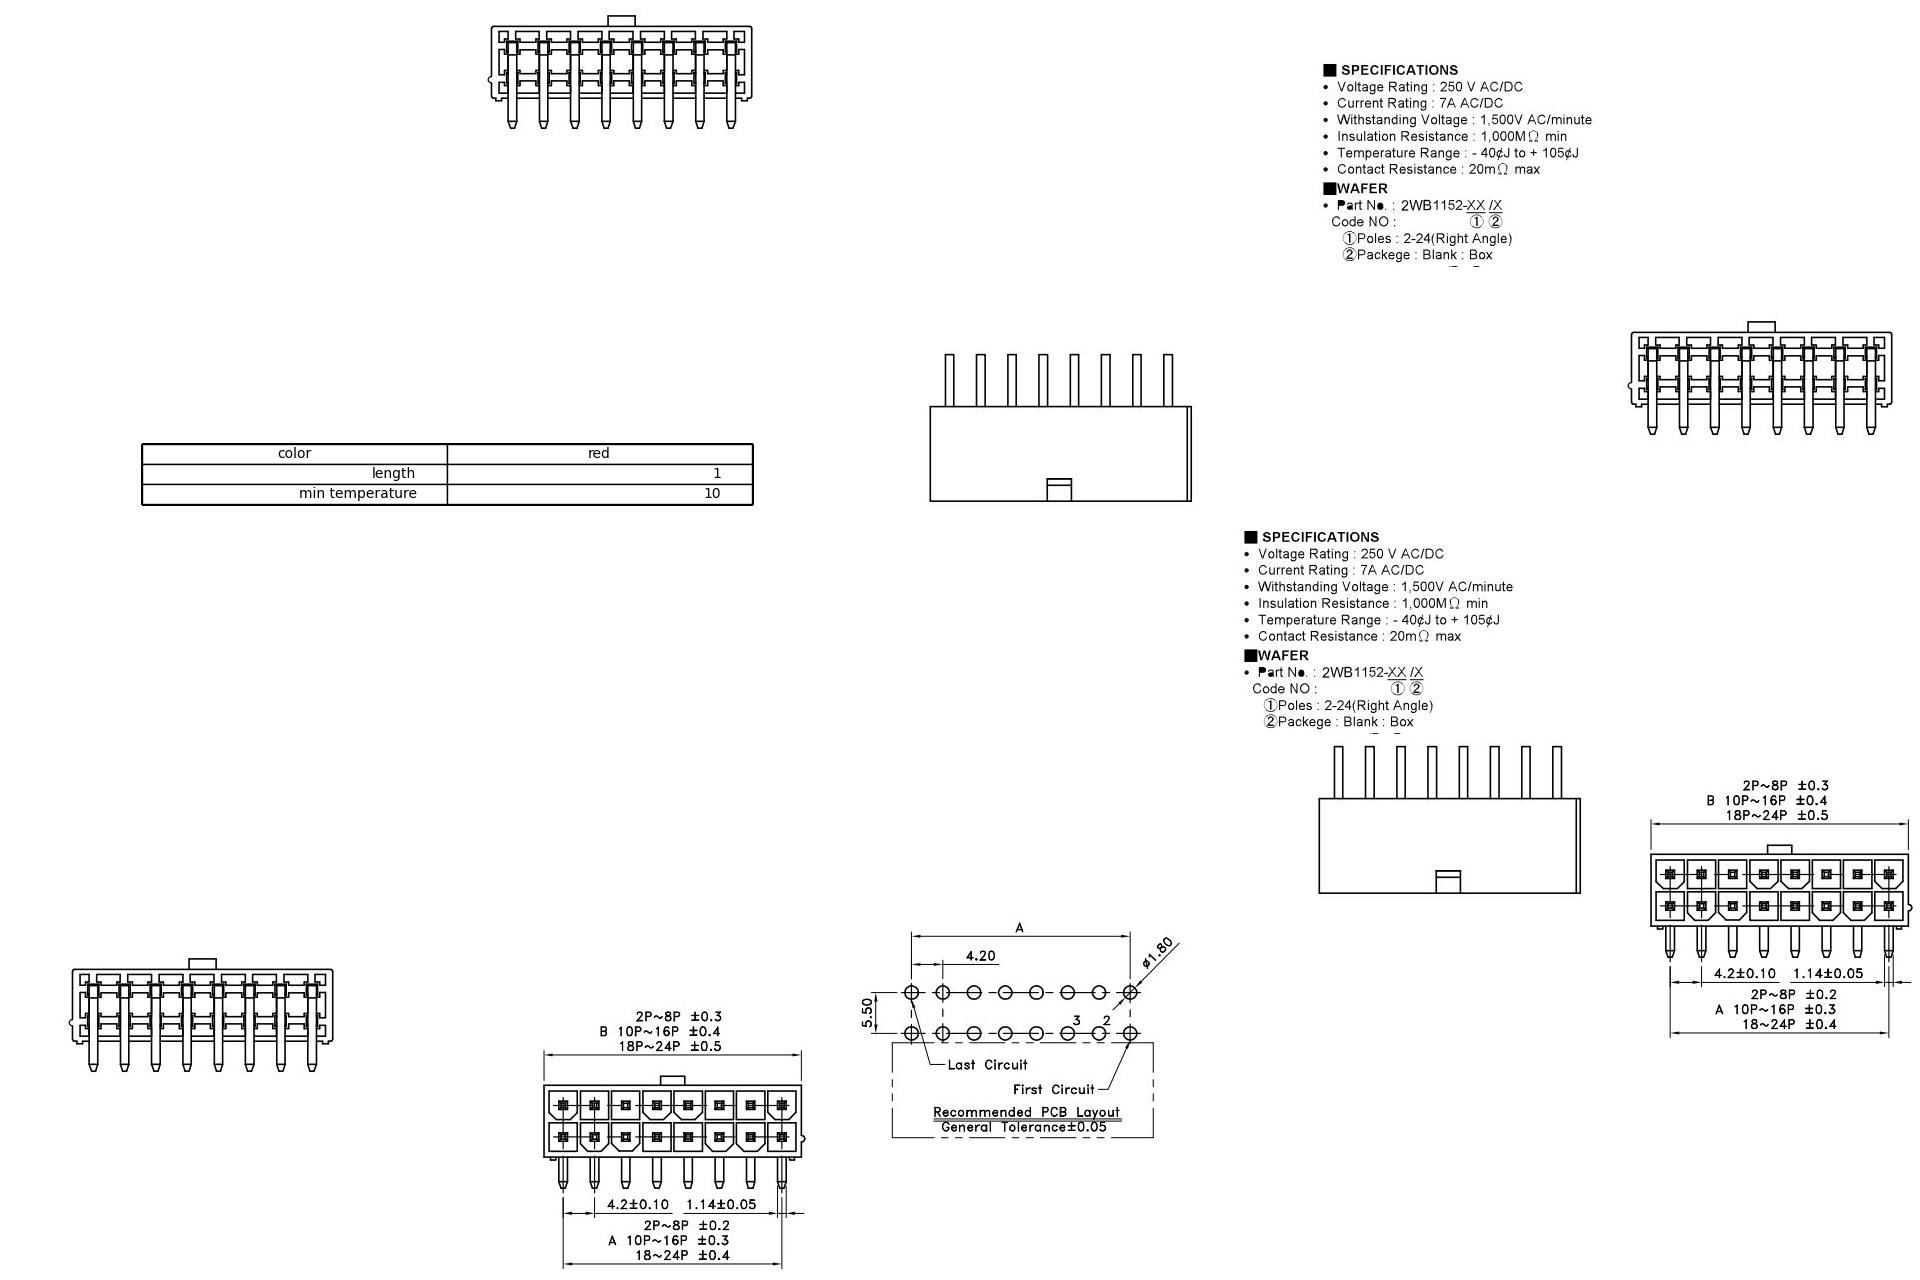 ■ SPECIFICATIONS
• Voltage Rating : 250 V AC/DC
• Current Rating : 7A AC/DC
• Withstanding Voltage : 1,500V AC/minute
• Insulation Resistance : 1,000MΩ min
• Temperature Range : - 40¢J to + 105¢J
• Contact Resistance : 20mΩ max
■WAFER
• Part No. : 2WB1152-XX /X
Code NO : ① ②
①Poles : 2-24(Right Angle)
②Packege : Blank : Box
color red
length 1
min temperature 10
■ SPECIFICATIONS
• Voltage Rating : 250 V AC/DC
• Current Rating : 7A AC/DC
• Withstanding Voltage : 1,500V AC/minute
• Insulation Resistance : 1,000MΩ min
• Temperature Range : - 40¢J to + 105¢J
• Contact Resistance : 20mΩ max
■WAFER
• Part No. : 2WB1152-XX /X
Code NO : ① ②
①Poles : 2-24(Right Angle)
②Packege : Blank : Box
2P~8P ±0.3
B 10P~16P ±0.4
18P~24P ±0.5
4.2±0.10 1.14±0.05
2P~8P ±0.2
A 10P~16P ±0.3
18~24P ±0.4
A
4.20
ø1.80
5.50
3 2
Last Circuit
First Circuit
Recommended PCB Layout
General Tolerance±0.05
2P~8P ±0.3
B 10P~16P ±0.4
18P~24P ±0.5
4.2±0.10 1.14±0.05
2P~8P ±0.2
A 10P~16P ±0.3
18~24P ±0.4